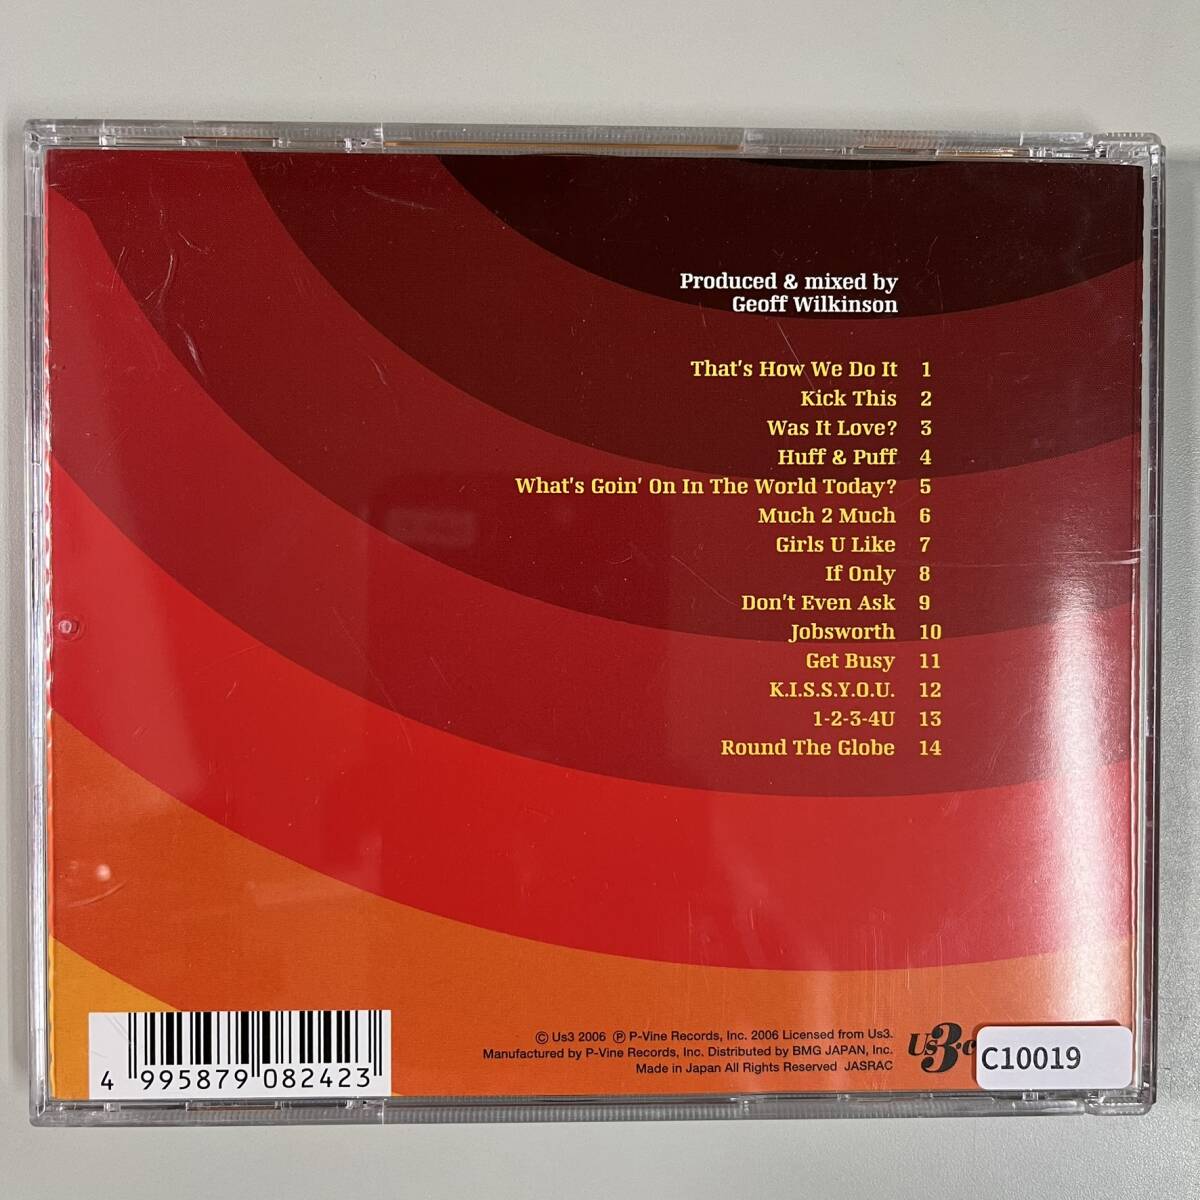 Produced & mixed by
Geoff Wilkinson
That's How We Do It 1
Kick This 2
Was It Love? 3
Huff & Puff 4
What's Goin' On In The World Today? 5
Much 2 Much 6
Girls U Like 7
If Only 8
Don't Even Ask 9
Jobsworth 10
Get Busy 11
K.I.S.S.Y.O.U. 12
1-2-3-4U 13
Round The Globe 14
© Us3 2006 ℗ P-Vine Records, Inc. 2006 Licensed from Us3.
Manufactured by P-Vine Records, Inc. Distributed by BMG JAPAN, Inc.
Made in Japan All Rights Reserved JASRAC
Us3.c
C10019
4 995879 082423